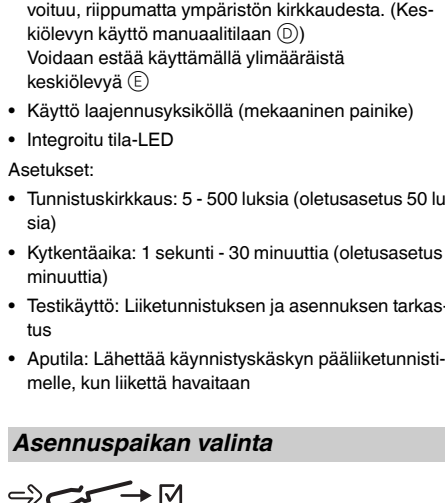 voituu, riippumatta ympäristön kirkkaudesta. (Kes-
kiölevyn käyttö manuaalitilaan Ⓓ)
Voidaan estää käyttämällä ylimääräistä
keskiölevyä Ⓔ
• Käyttö laajennusyksiköllä (mekaaninen painike)
• Integroitu tila-LED
Asetukset:
• Tunnistuskirkkaus: 5 - 500 luksia (oletusasetus 50 lu
sia)
• Kytkentäaika: 1 sekunti - 30 minuuttia (oletusasetus
minuuttia)
• Testikäyttö: Liiketunnistuksen ja asennuksen tarkas-
tus
• Aputila: Lähettää käynnistyskäskyn pääliiketunnisti-
melle, kun liikettä havaitaan
Asennuspaikan valinta